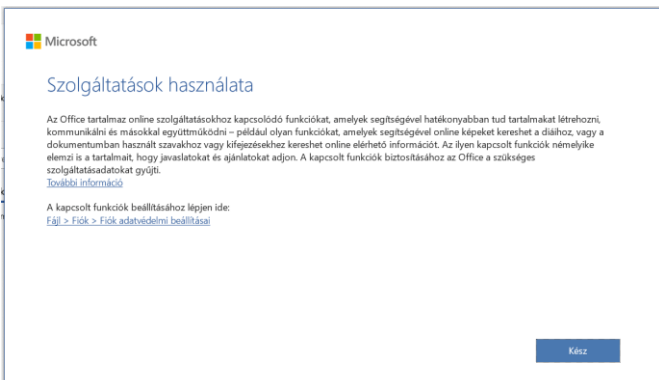 Microsoft
Szolgáltatások használata
Az Office tartalmaz online szolgáltatásokhoz kapcsolódó funkciókat, amelyek segítségével hatékonyabban tud tartalmakat létrehozni,
kommunikálni és másokkal együttműködni – például olyan funkciókat, amelyek segítségével online képeket kereshet a diáihoz, vagy a
dokumentumban használt szavakhoz vagy kifejezésekhez kereshet online elérhető információt. Az ilyen kapcsolt funkciók némelyike
elemzi is a tartalmait, hogy javaslatokat és ajánlatokat adjon. A kapcsolt funkciók biztosításához az Office a szükséges
szolgáltatásadatokat gyűjti.
További információ
A kapcsolt funkciók beállításához lépjen ide:
Fájl > Fiók > Fiók adatvédelmi beállításai
Kész